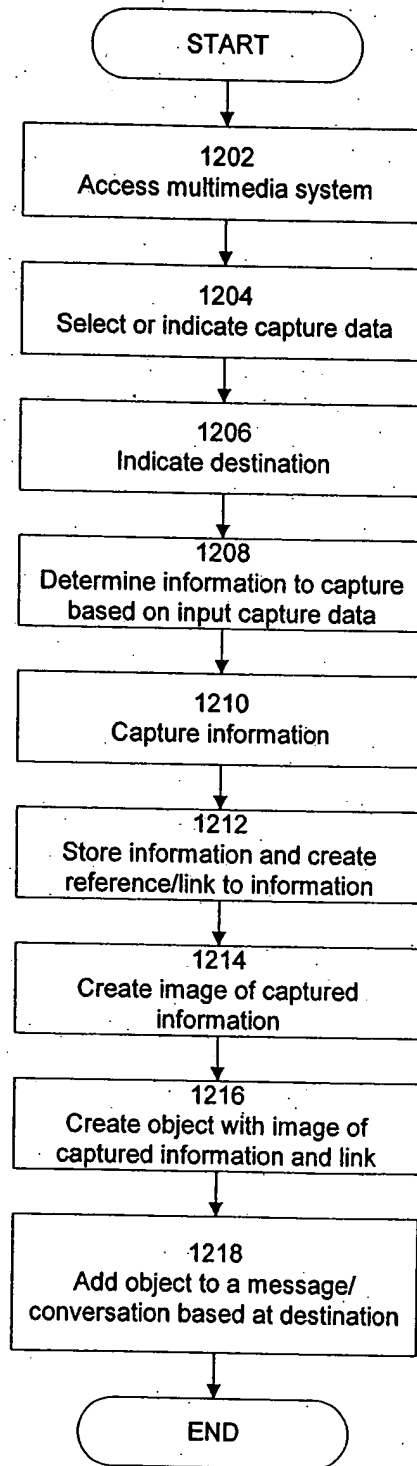 START
1202
Access multimedia system
1204
Select or indicate capture data
1206
Indicate destination
1208
Determine information to capture
based on input capture data
1210
Capture information
1212
Store information and create
reference/link to information
1214
Create image of captured
information
1216
Create object with image of
captured information and link
1218
Add object to a message/
conversation based at destination
END